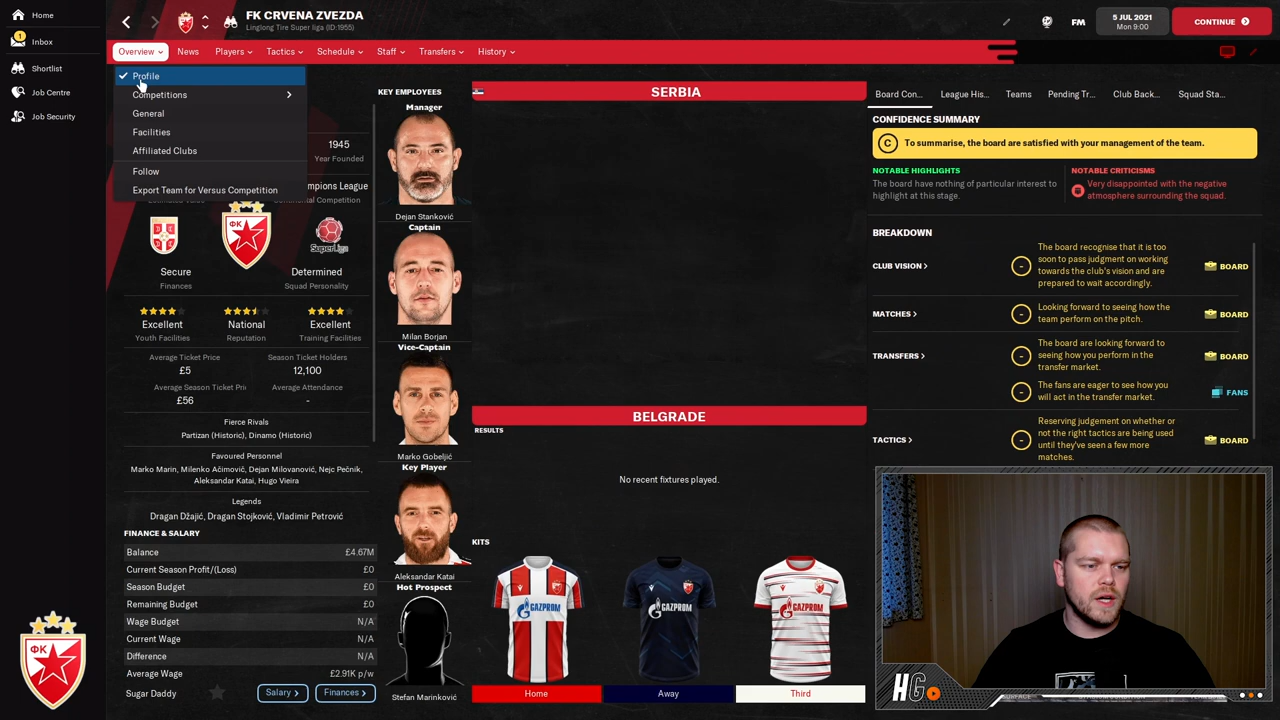 Home
1
Inbox
Shortlist
Job Centre
Job Security
FK CRVENA ZVEZDA
Linglong Tire Super liga (ID:1955)
FM
5 JUL 2021
Mon 9:00
CONTINUE
Overview
News
Players
Tactics
Schedule
Staff
Transfers
History
Profile
Competitions
General
Facilities
Affiliated Clubs
Follow
Export Team for Versus Competition
1945
Year Founded
mpions League
ФК
SuperLiga
Secure
Finances
Determined
Squad Personality
Excellent
Youth Facilities
National
Reputation
Excellent
Training Facilities
Average Ticket Price
£5
Season Ticket Holders
12,100
Average Season Ticket Pri
£56
Average Attendance
-
Fierce Rivals
Partizan (Historic), Dinamo (Historic)
Favoured Personnel
Marko Marin, Milenko Ačimović, Dejan Milovanović, Nejc Pečnik,
Aleksandar Katai, Hugo Vieira
Legends
Dragan Džajić, Dragan Stojković, Vladimir Petrović
FINANCE & SALARY
Balance £4.67M
Current Season Profit/(Loss) £0
Season Budget £0
Remaining Budget £0
Wage Budget N/A
Current Wage N/A
Difference N/A
Average Wage £2.91K p/w
Sugar Daddy
Salary
Finances
ФК
KEY EMPLOYEES
Manager
Dejan Stanković
Captain
Milan Borjan
Vice-Captain
Marko Gobeljić
Key Player
Aleksandar Katai
Hot Prospect
Stefan Marinković
SERBIA
BELGRADE
RESULTS
No recent fixtures played.
KITS
GAZPROM
GAZPROM
GAZPROM
Home
Away
Third
Board Con...
League His...
Teams
Pending Tr...
Club Back...
Squad Sta...
CONFIDENCE SUMMARY
C
To summarise, the board are satisfied with your management of the team.
NOTABLE HIGHLIGHTS
The board have nothing of particular interest to
highlight at this stage.
NOTABLE CRITICISMS
Very disappointed with the negative
atmosphere surrounding the squad.
BREAKDOWN
CLUB VISION
-
The board recognise that it is too
soon to pass judgment on working
towards the club's vision and are
prepared to wait accordingly.
BOARD
MATCHES
-
Looking forward to seeing how the
team perform on the pitch.
BOARD
TRANSFERS
-
The board are looking forward to
seeing how you perform in the
transfer market.
BOARD
-
The fans are eager to see how you
will act in the transfer market.
FANS
TACTICS
-
Reserving judgement on whether or
not the right tactics are being used
until they've seen a few more
matches.
BOARD
HG